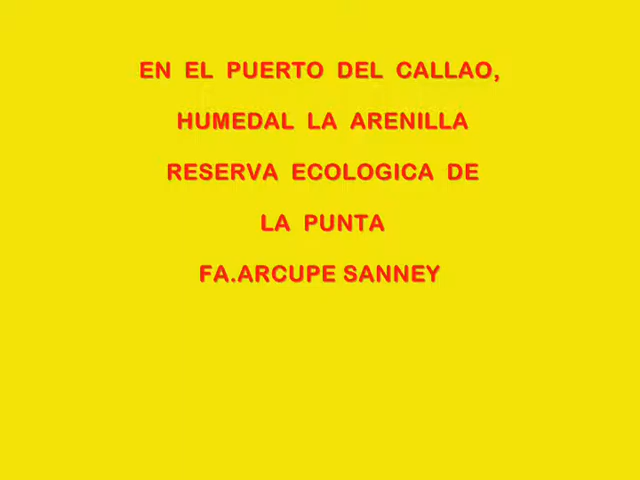 EN EL PUERTO DEL CALLAO,
HUMEDAL LA ARENILLA
RESERVA ECOLOGICA DE
LA PUNTA
FA.ARCUPE SANNEY